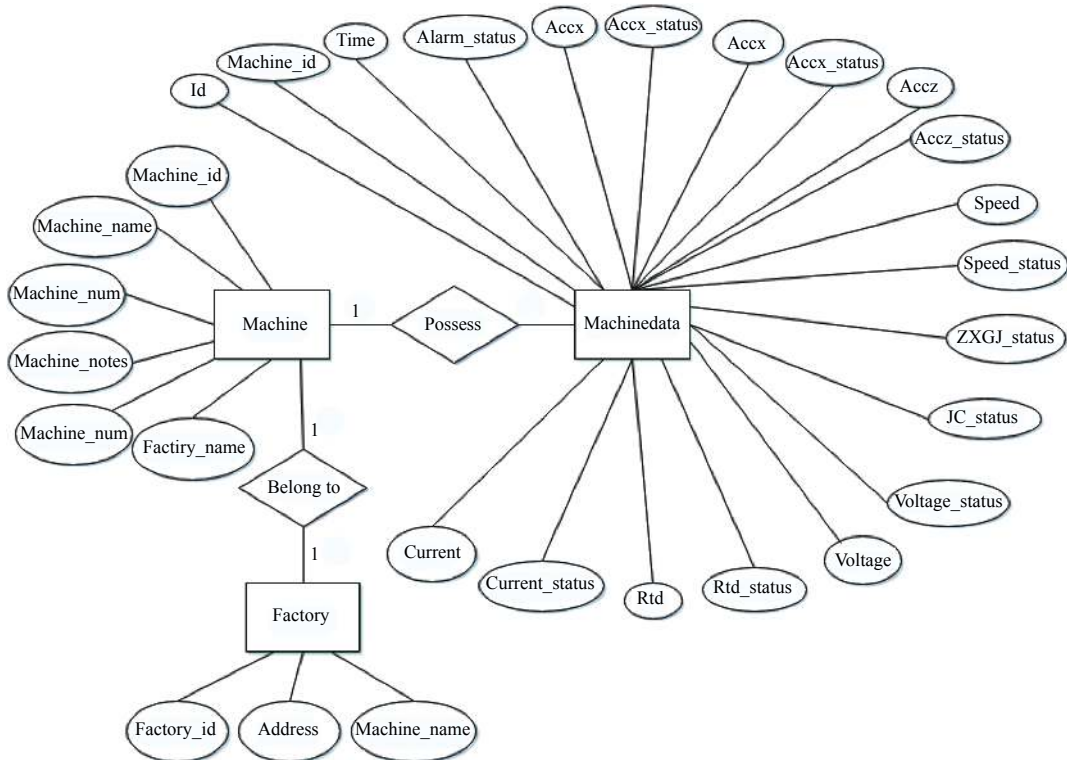 Time
Alarm_status
Accx
Accx_status
Accx
Accx_status
Accz
Accz_status
Machine_id
Id
Machine_id
Machine_name
Machine_num
Machine_notes
Machine_num
Factiry_name
Machine
1
Possess
Machinedata
Speed
Speed_status
ZXGJ_status
JC_status
Voltage_status
Voltage
Rtd_status
Rtd
Current_status
Current
1
Belong to
1
Factory
Factory_id
Address
Machine_name